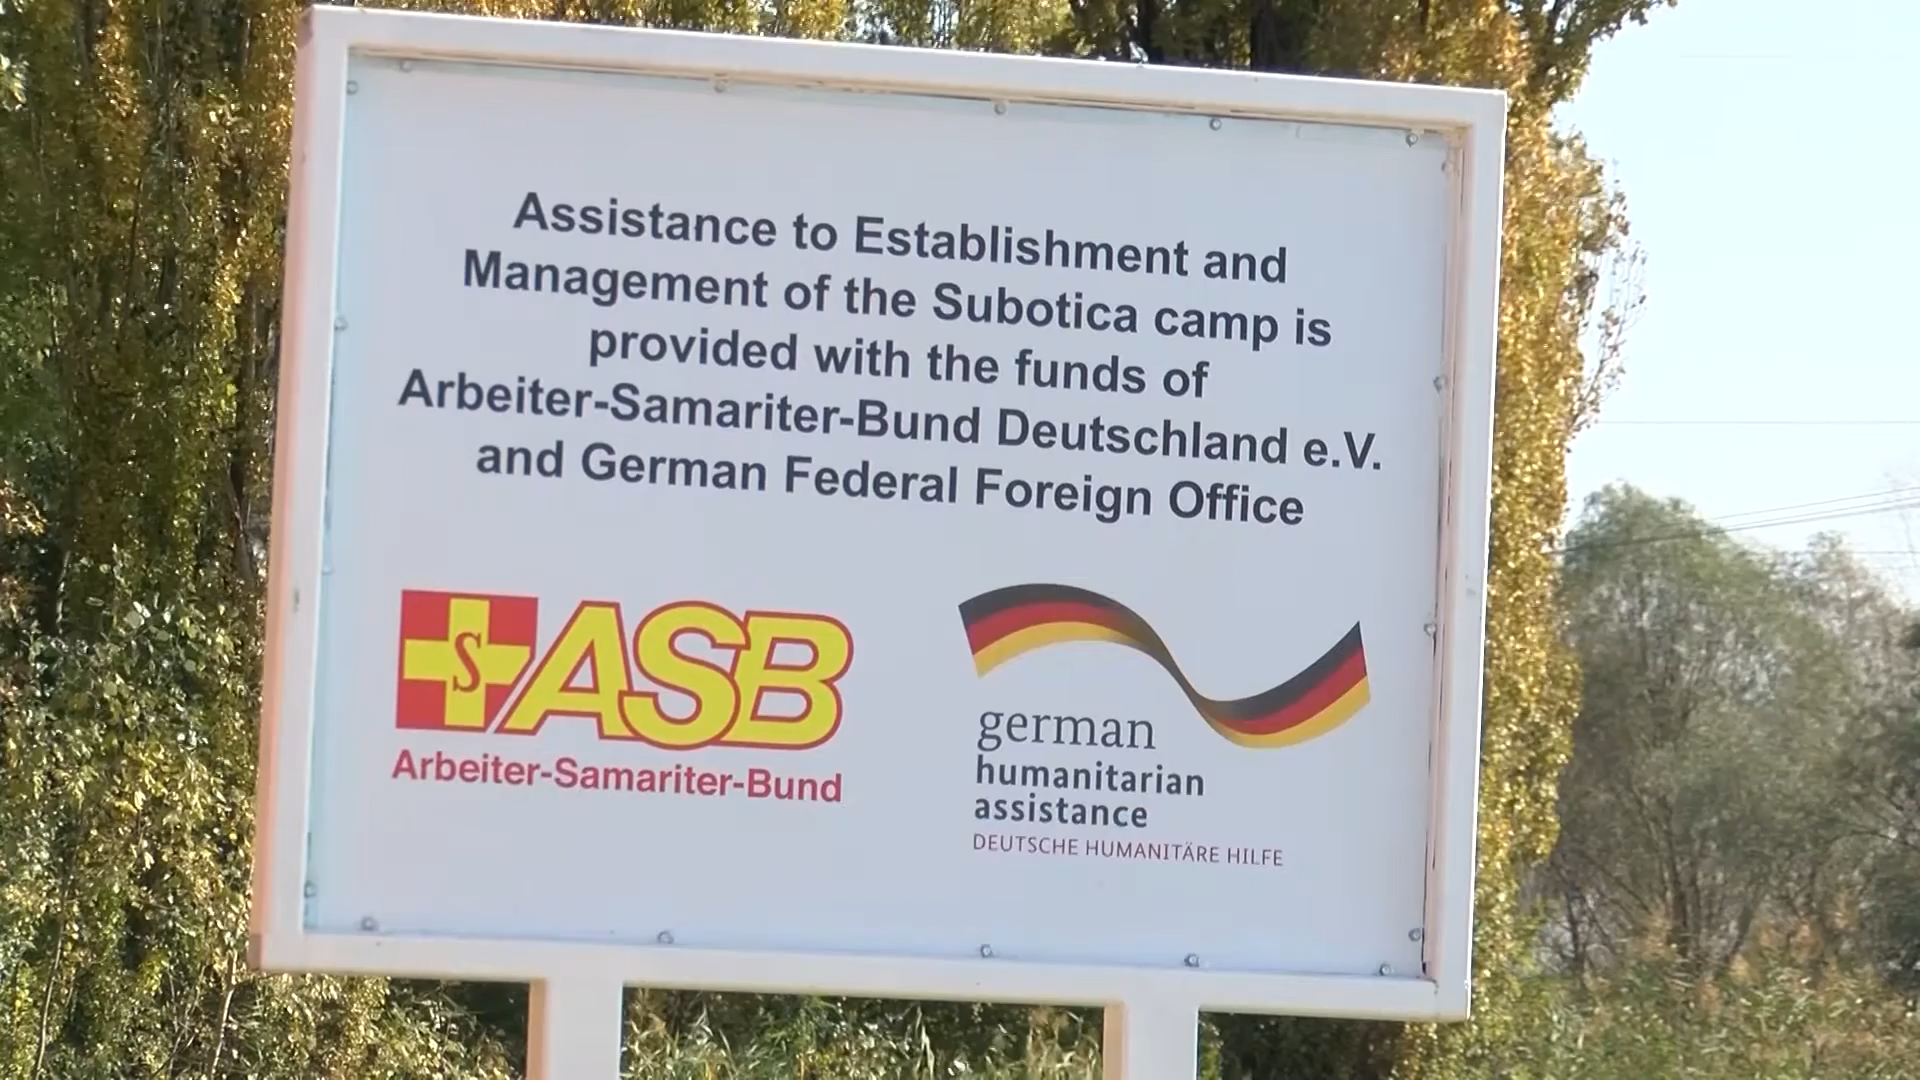 Assistance to Establishment and
Management of the Subotica camp is
provided with the funds of
Arbeiter-Samariter-Bund Deutschland e.V.
and German Federal Foreign Office
S ASB
Arbeiter-Samariter-Bund
german
humanitarian
assistance
DEUTSCHE HUMANITÄRE HILFE